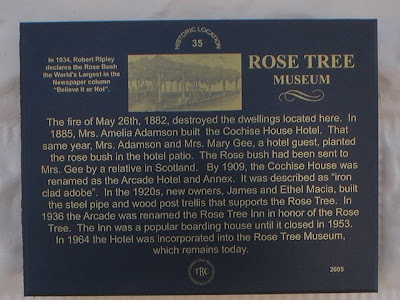 HISTORIC LOCATION
35
In 1934, Robert Ripley
declares the Rose Bush
the World's Largest in the
Newspaper column
"Believe it or Not".
ROSE TREE
MUSEUM
The fire of May 26th, 1882, destroyed the dwellings located here. In
1885, Mrs. Amelia Adamson built the Cochise House Hotel. That
same year, Mrs. Adamson and Mrs. Mary Gee, a hotel guest, planted
the rose bush in the hotel patio. The Rose bush had been sent to
Mrs. Gee by a relative in Scotland. By 1909, the Cochise House was
renamed as the Arcade Hotel and Annex. It was described as "iron
clad adobe". In the 1920s, new owners, James and Ethel Macia, built
the steel pipe and wood post trellis that supports the Rose Tree. In
1936 the Arcade was renamed the Rose Tree Inn in honor of the Rose
Tree. The Inn was a popular boarding house until it closed in 1953.
In 1964 the Hotel was incorporated into the Rose Tree Museum,
which remains today.
TRC
2005